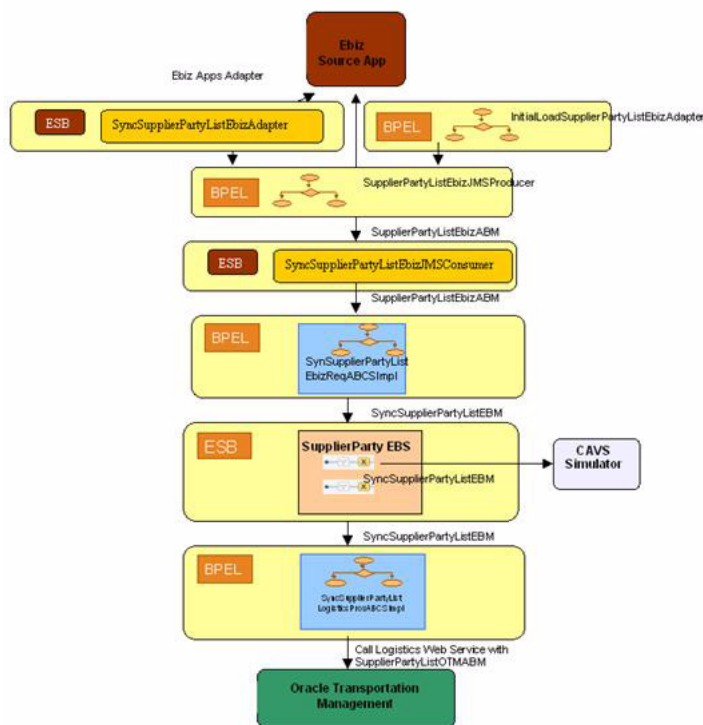 Ebiz
Source App
Ebiz Apps Adapter
ESB
SyncSupplierPartyListEbizAdapter
BPEL
InitialLoadSupplierPartyListEbizAdapter
BPEL
SupplierPartyListEbizJMSProducer
SupplierPartyListEbizABM
ESB
SyncSupplierPartyListEbizJMSConsumer
SupplierPartyListEbizABM
BPEL
SynSupplierPartyList
EbizReqABCSImpl
SyncSupplierPartyListEBM
ESB
SupplierParty EBS
SyncSupplierPartyListEBM
CAVS
Simulator
SyncSupplierPartyListEBM
BPEL
SyncSupplierPartyList
LogisticsProvABCSImpl
Call Logistics Web Service with
SupplierPartyListOTMABM
Oracle Transportation
Management